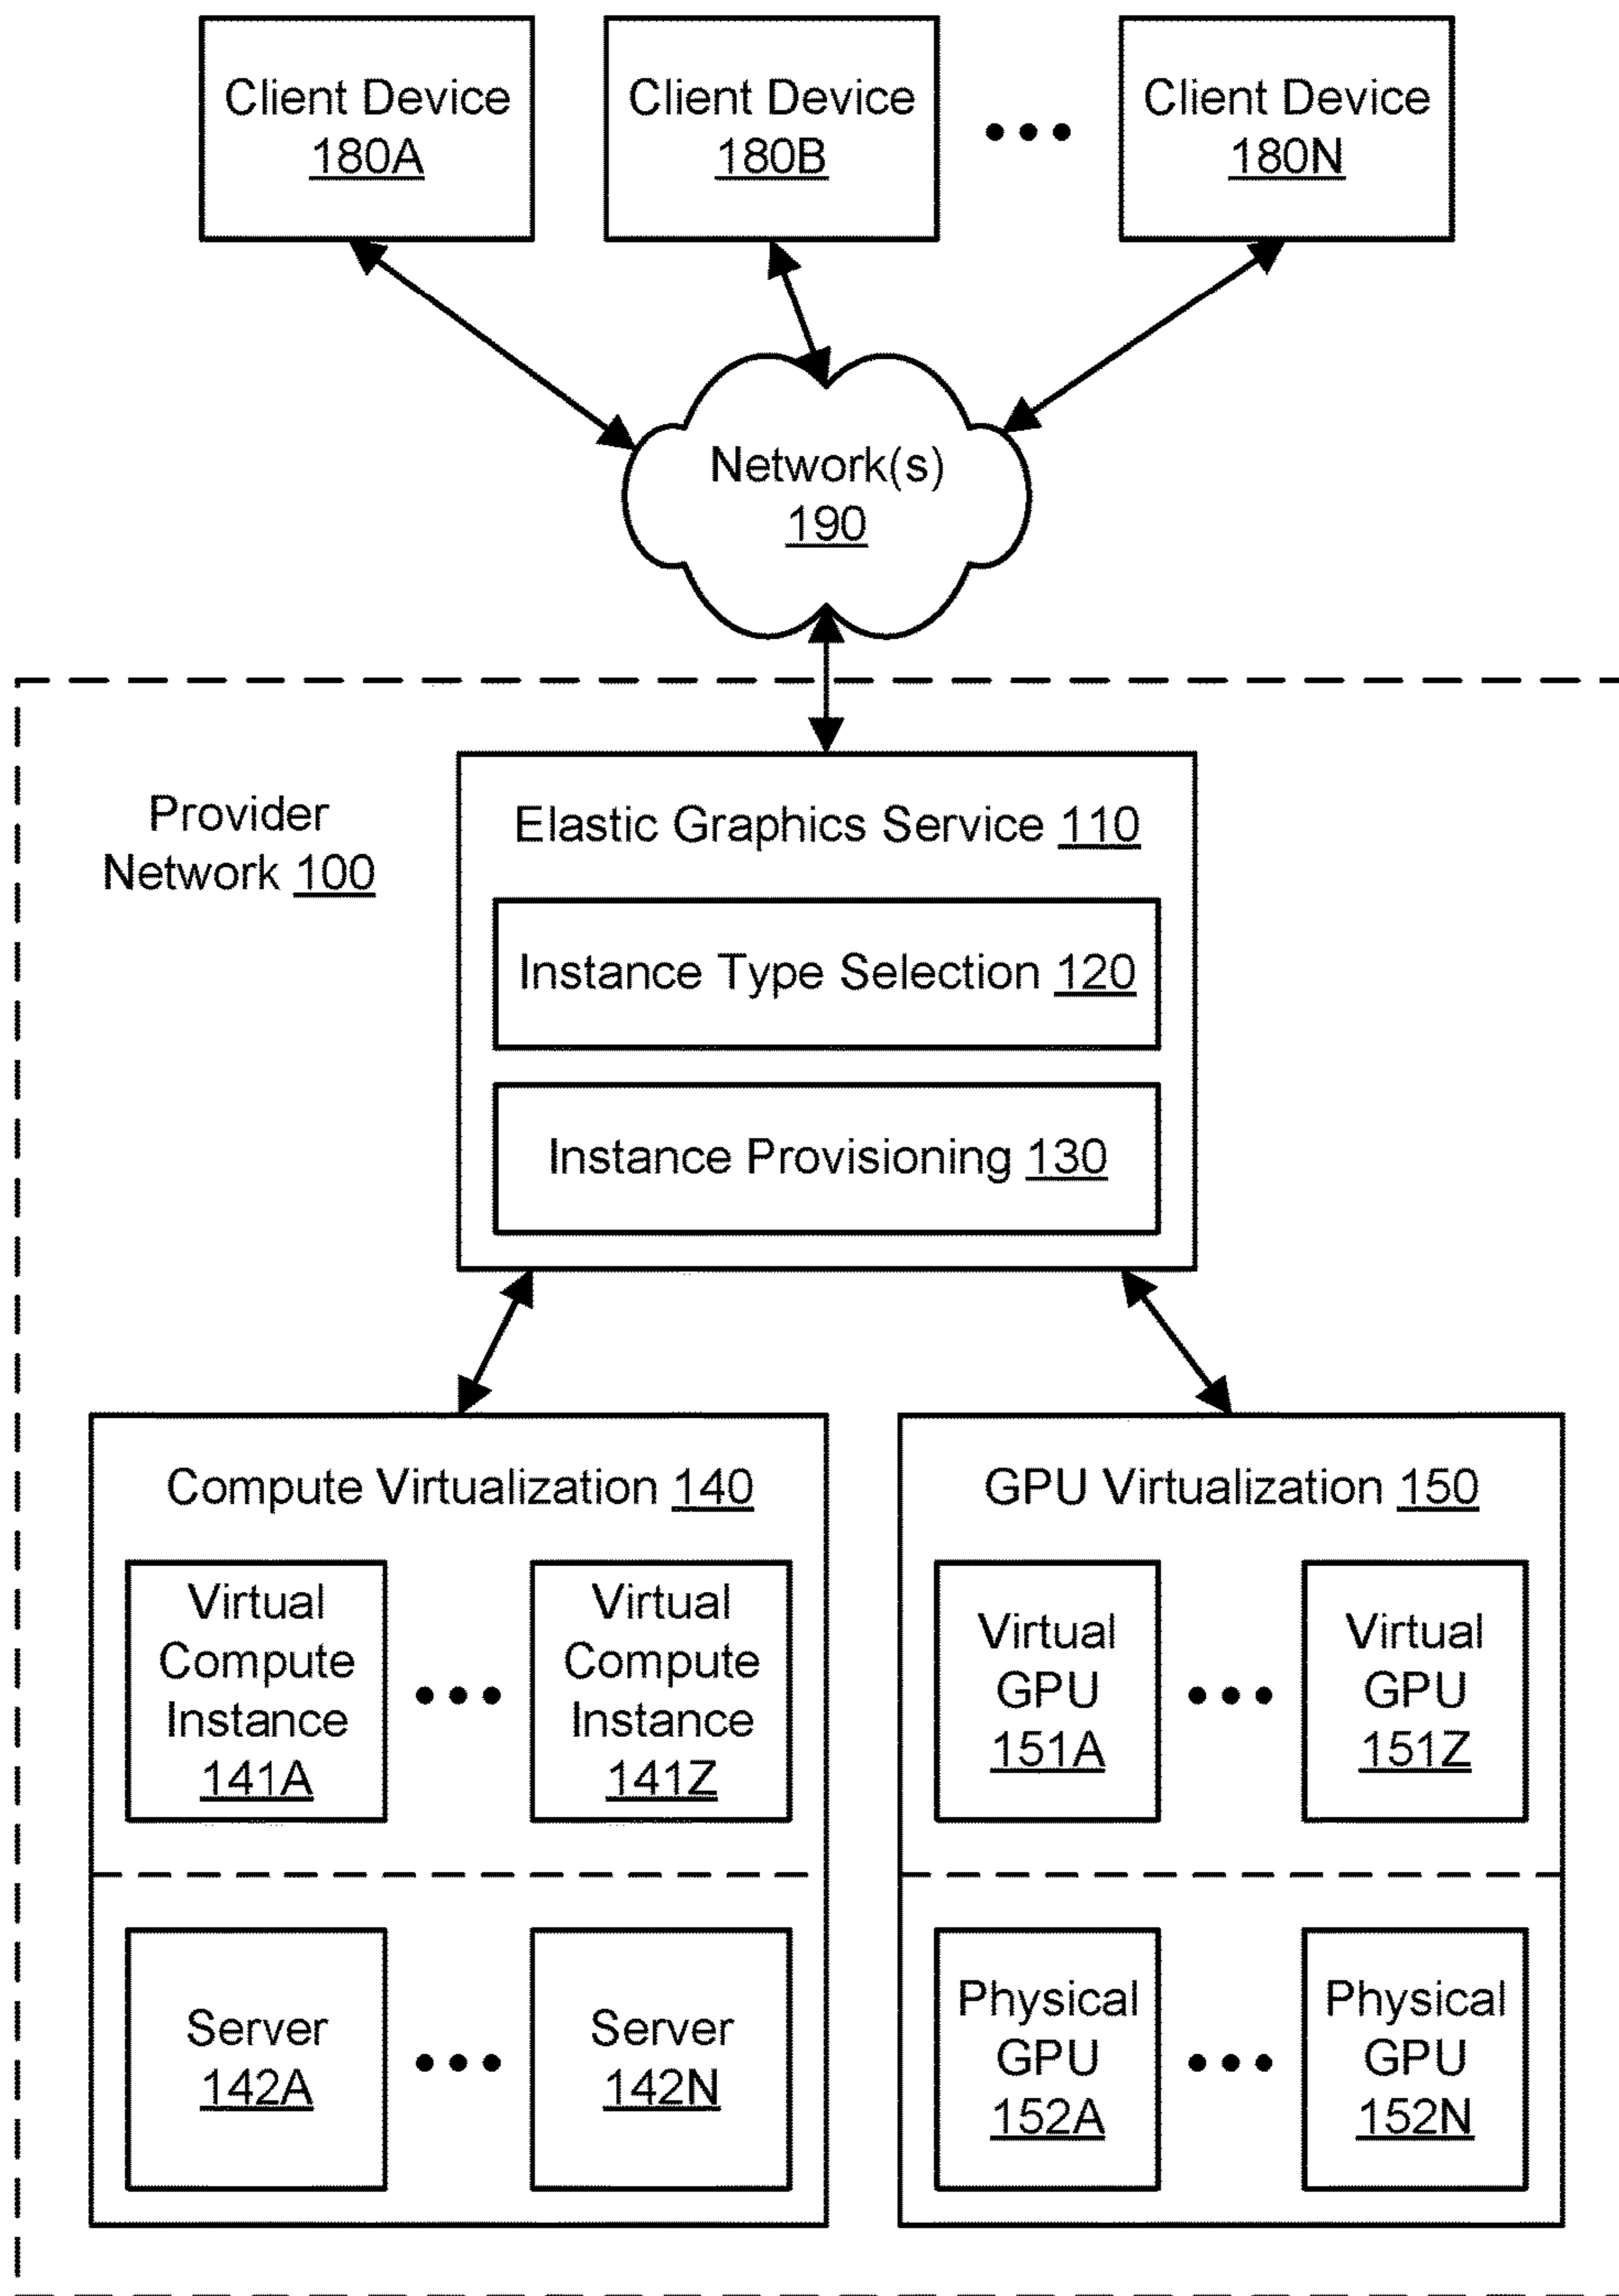 Client Device
180A
Client Device
180B
Client Device
180N
Network(s)
190
Provider
Network 100
Elastic Graphics Service 110
Instance Type Selection 120
Instance Provisioning 130
Compute Virtualization 140
Virtual
Compute
Instance
141A
Virtual
Compute
Instance
141Z
Server
142A
Server
142N
GPU Virtualization 150
Virtual
GPU
151A
Virtual
GPU
151Z
Physical
GPU
152A
Physical
GPU
152N